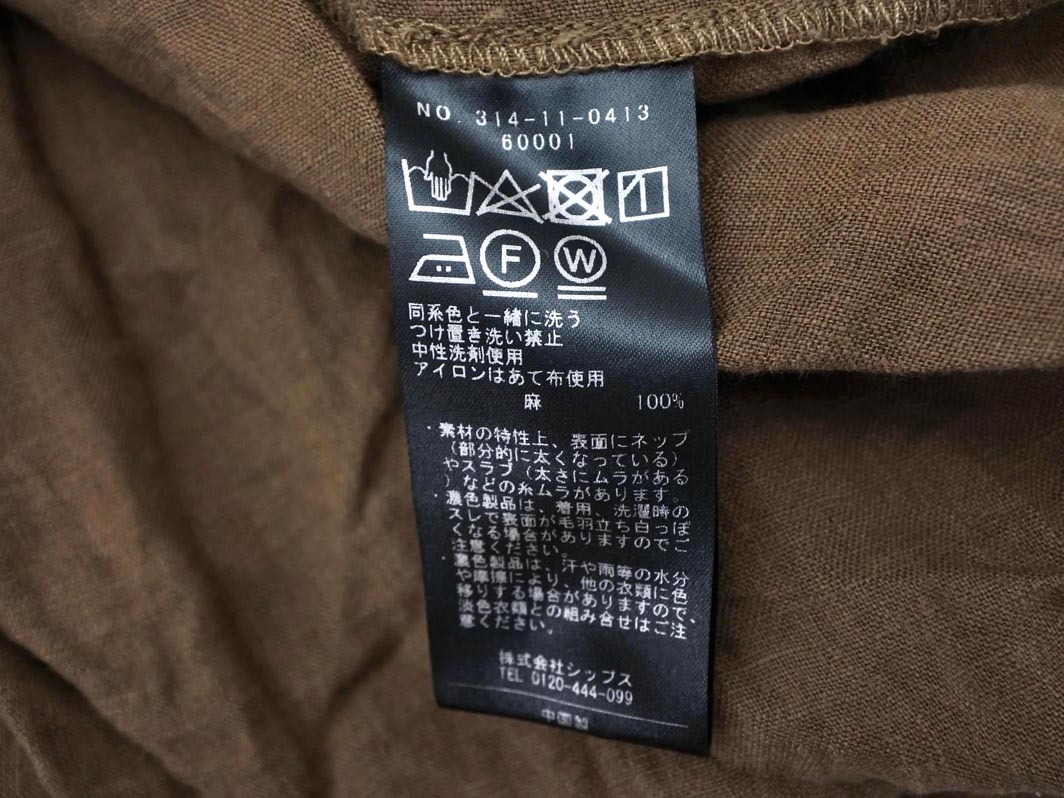 NO. 314-11-0413
60001
F W
同系色と一緒に洗う
つけ置き洗い禁止
中性洗剤使用
アイロンはあて布使用
麻 100%
・素材の特性上、表面にネップ
(部分的に太くなっている)
やスラブ(太さにムラがある
)などの糸ムラがあります。
・濃色製品は、着用、洗濯時の
スレで表面が毛羽立ち白っぽ
くなる場合がありますのでご
注意ください。
・濃色製品は、汗や雨等の水分
や摩擦により、他の衣類に色
移りする場合がありますので、
淡色衣類との組み合せはご注
意ください。
株式会社シップス
TEL 0120-444-099
中国製